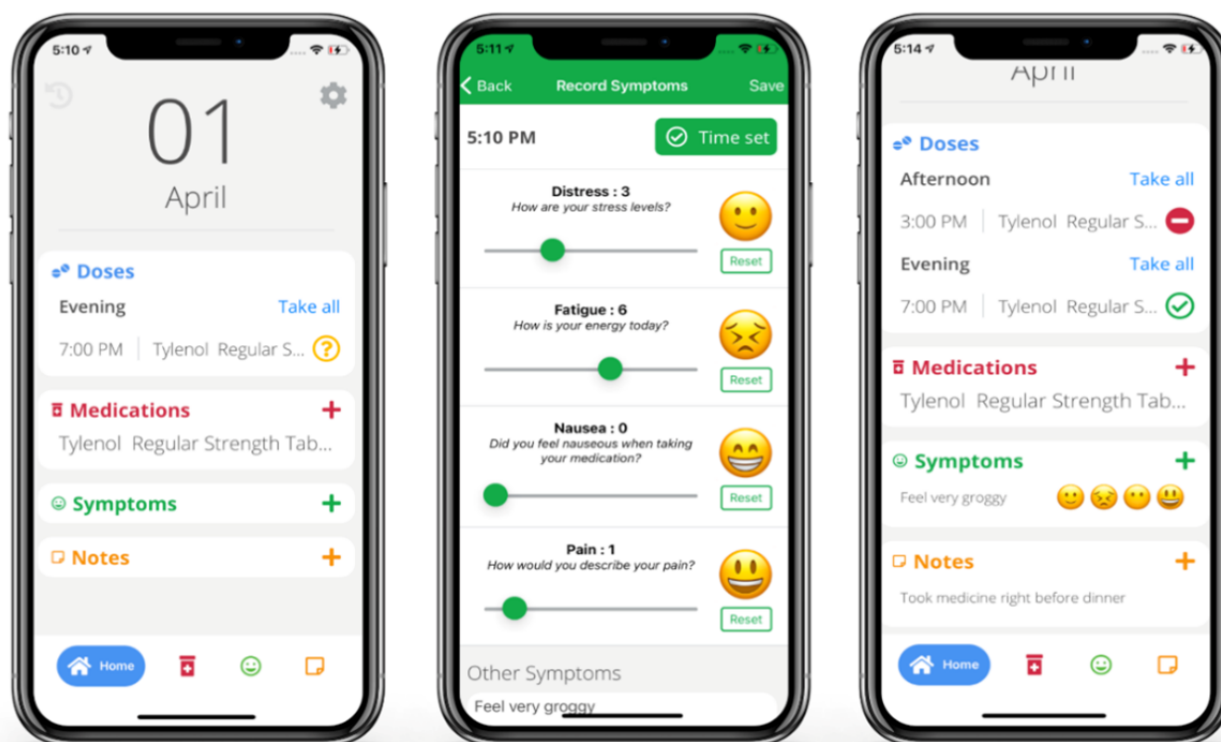 5:10
01
April
Doses
Evening Take all
7:00 PM Tylenol Regular S... ?
Medications +
Tylenol Regular Strength Tab...
Symptoms +
Notes +
Home
5:11
Back Record Symptoms Save
5:10 PM Time set
Distress : 3
How are your stress levels?
Reset
Fatigue : 6
How is your energy today?
Reset
Nausea : 0
Did you feel nauseous when taking
your medication?
Reset
Pain : 1
How would you describe your pain?
Reset
Other Symptoms
Feel very groggy
5:14
April
Doses
Afternoon Take all
3:00 PM Tylenol Regular S...
Evening Take all
7:00 PM Tylenol Regular S...
Medications +
Tylenol Regular Strength Tab...
Symptoms +
Feel very groggy
Notes +
Took medicine right before dinner
Home